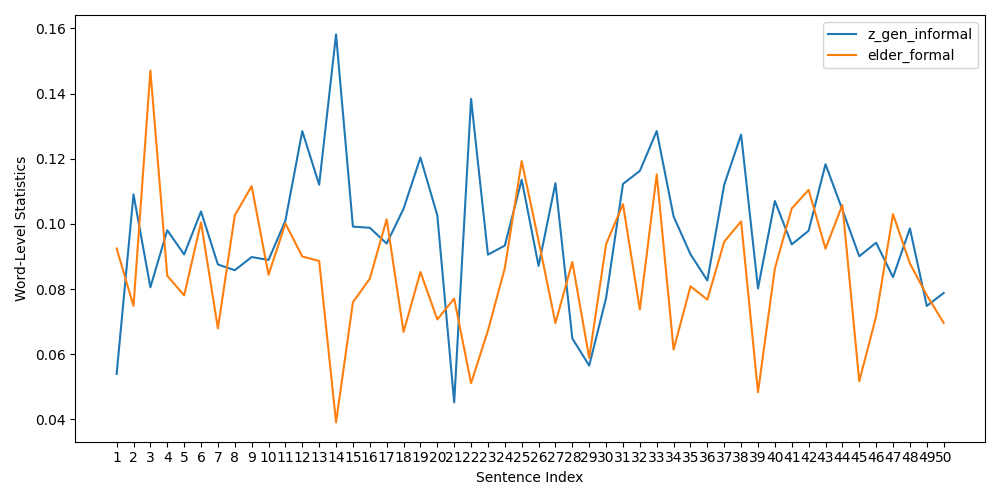 z_gen_informal
elder_formal
0.16
0.14
0.12
0.10
0.08
0.06
0.04
Word-Level Statistics
1 2 3 4 5 6 7 8 9 10 11 12 13 14 15 16 17 18 19 20 21 22 23 24 25 26 27 28 29 30 31 32 33 34 35 36 37 38 39 40 41 42 43 44 45 46 47 48 49 50
Sentence Index